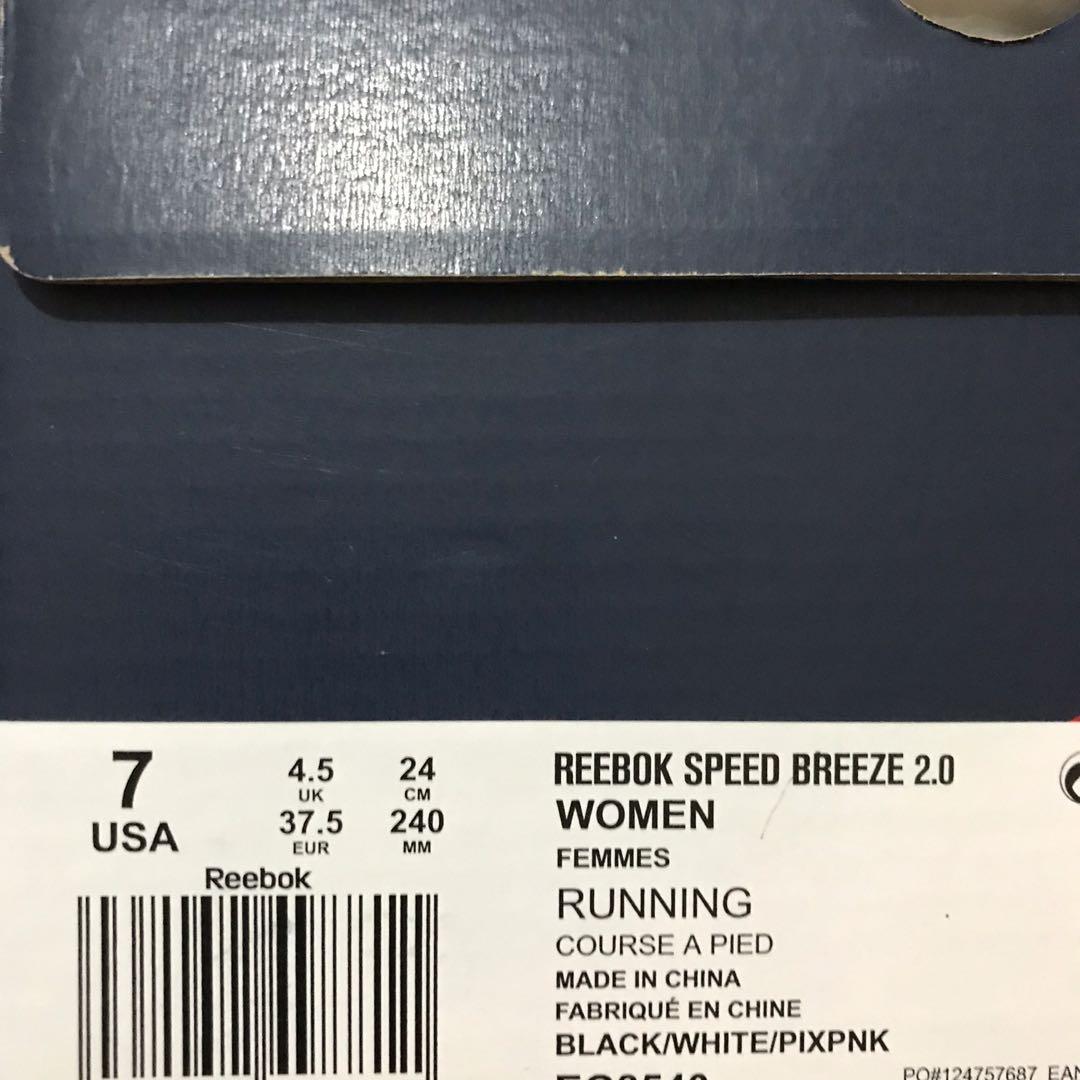 7
USA
4.5
UK
37.5
EUR
24
CM
240
MM
Reebok
REEBOK SPEED BREEZE 2.0
WOMEN
FEMMES
RUNNING
COURSE A PIED
MADE IN CHINA
FABRIQUÉ EN CHINE
BLACK/WHITE/PIXPNK
PO#124757687 EAN